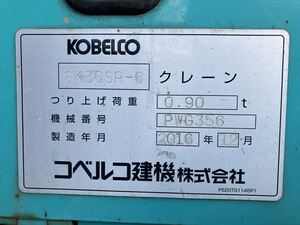 KOBELCO
SK30SR-6 クレーン
つり上げ荷重 0.90 t
機械番号 PWG356
製造年月 2016 年 12 月
コベルコ建機株式会社
PS20T01145P1